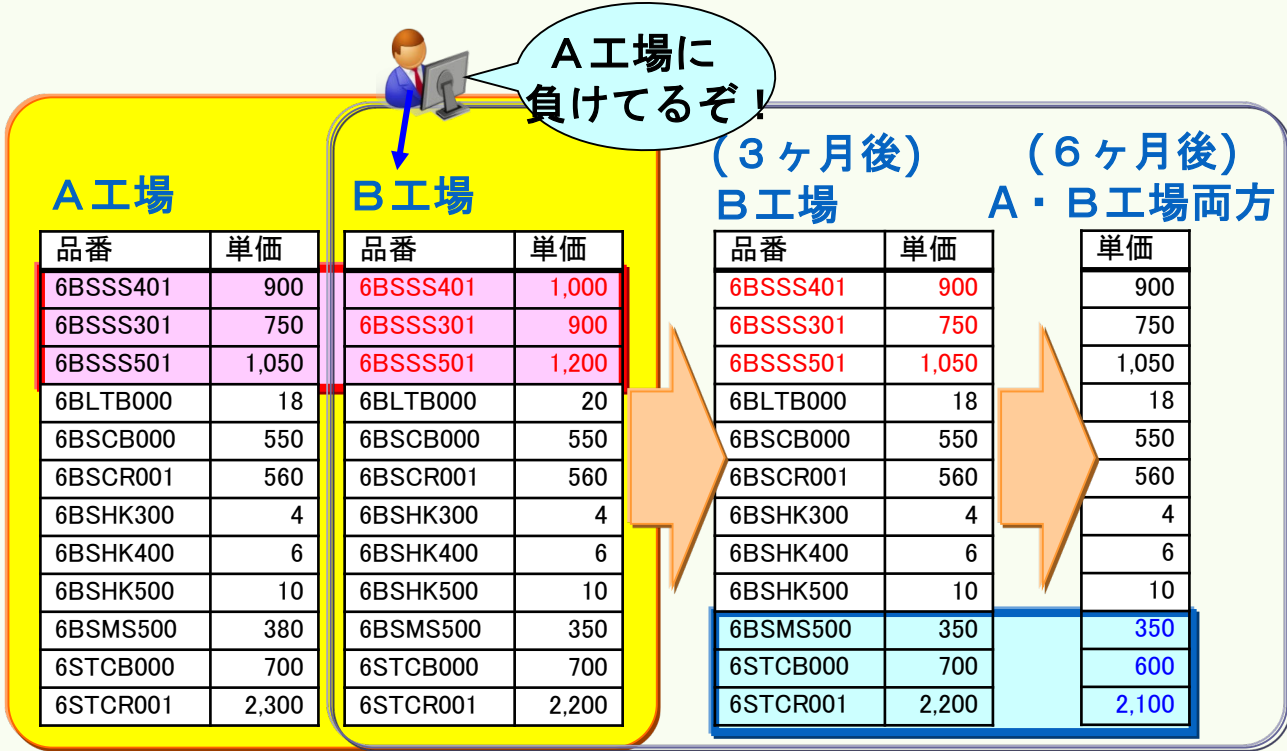 A工場に
負けてるぞ！
A工場
品番 単価
6BSSS401 900
6BSSS301 750
6BSSS501 1,050
6BLTB000 18
6BSCB000 550
6BSCR001 560
6BSHK300 4
6BSHK400 6
6BSHK500 10
6BSMS500 380
6STCB000 700
6STCR001 2,300
B工場
品番 単価
6BSSS401 1,000
6BSSS301 900
6BSSS501 1,200
6BLTB000 20
6BSCB000 550
6BSCR001 560
6BSHK300 4
6BSHK400 6
6BSHK500 10
6BSMS500 350
6STCB000 700
6STCR001 2,200
(３ヶ月後)
B工場
品番 単価
6BSSS401 900
6BSSS301 750
6BSSS501 1,050
6BLTB000 18
6BSCB000 550
6BSCR001 560
6BSHK300 4
6BSHK400 6
6BSHK500 10
6BSMS500 350
6STCB000 700
6STCR001 2,200
(６ヶ月後)
A・B工場両方
単価
900
750
1,050
18
550
560
4
6
10
350
600
2,100